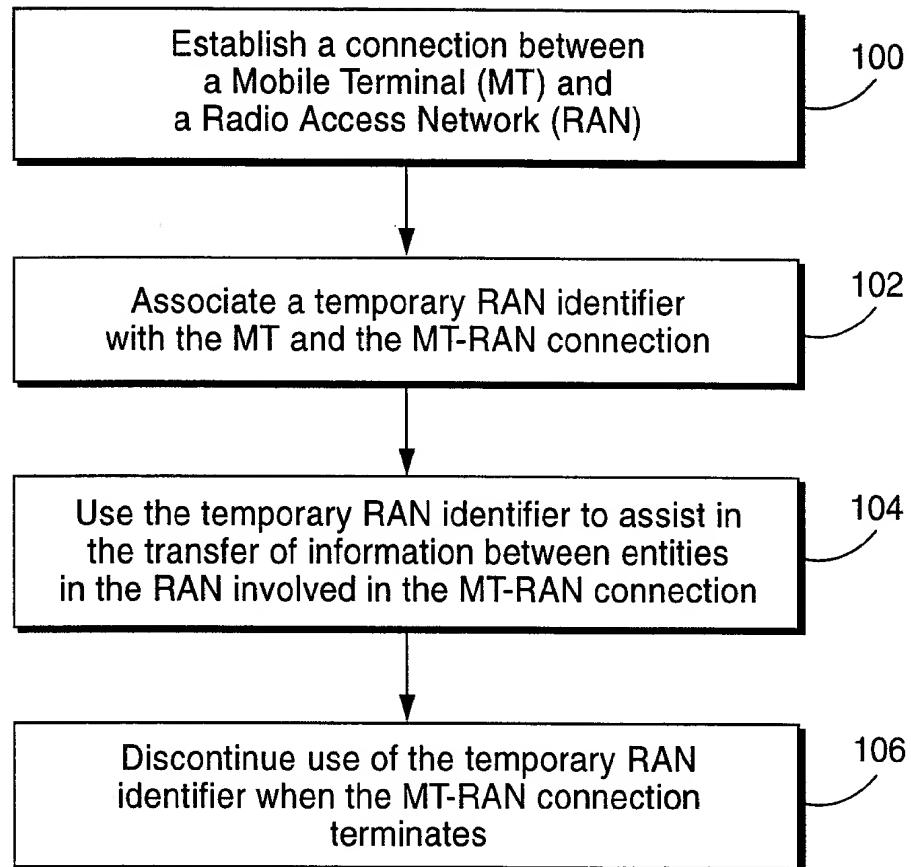 Establish a connection between
a Mobile Terminal (MT) and
a Radio Access Network (RAN)
100
Associate a temporary RAN identifier
with the MT and the MT-RAN connection
102
Use the temporary RAN identifier to assist in
the transfer of information between entities
in the RAN involved in the MT-RAN connection
104
Discontinue use of the temporary RAN
identifier when the MT-RAN connection
terminates
106